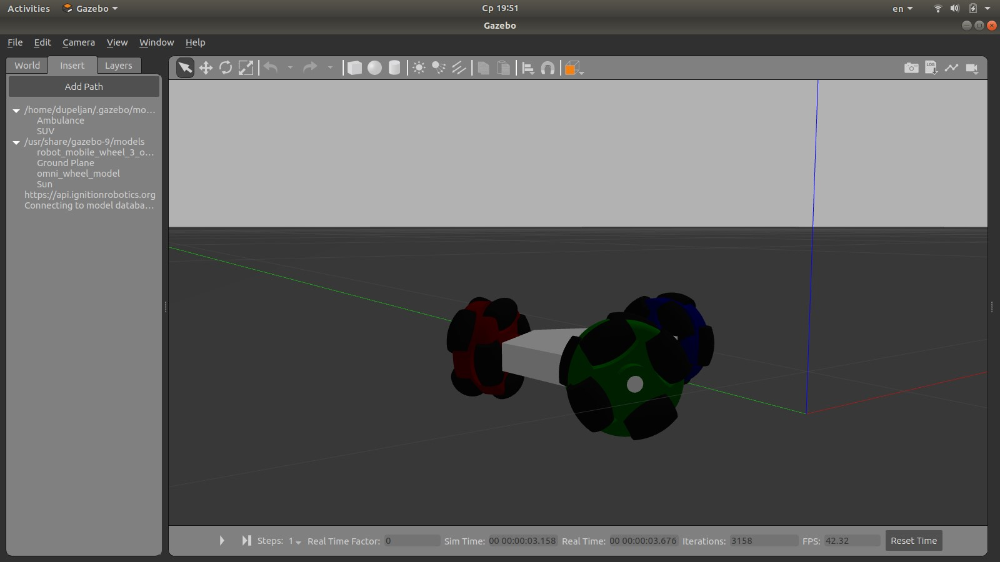 Activities Gazebo Ср 19:51 en
Gazebo
File Edit Camera View Window Help
World Insert Layers
LOG
Add Path
/home/dupeljan/.gazebo/mo...
Ambulance
SUV
/usr/share/gazebo-9/models
robot_mobile_wheel_3_o...
Ground Plane
omni_wheel_model
Sun
https://api.ignitionrobotics.org
Connecting to model databa...
Steps: 1 Real Time Factor: 0 Sim Time: 00 00:00:03.158 Real Time: 00 00:00:03.676 Iterations: 3158 FPS: 42.32 Reset Time